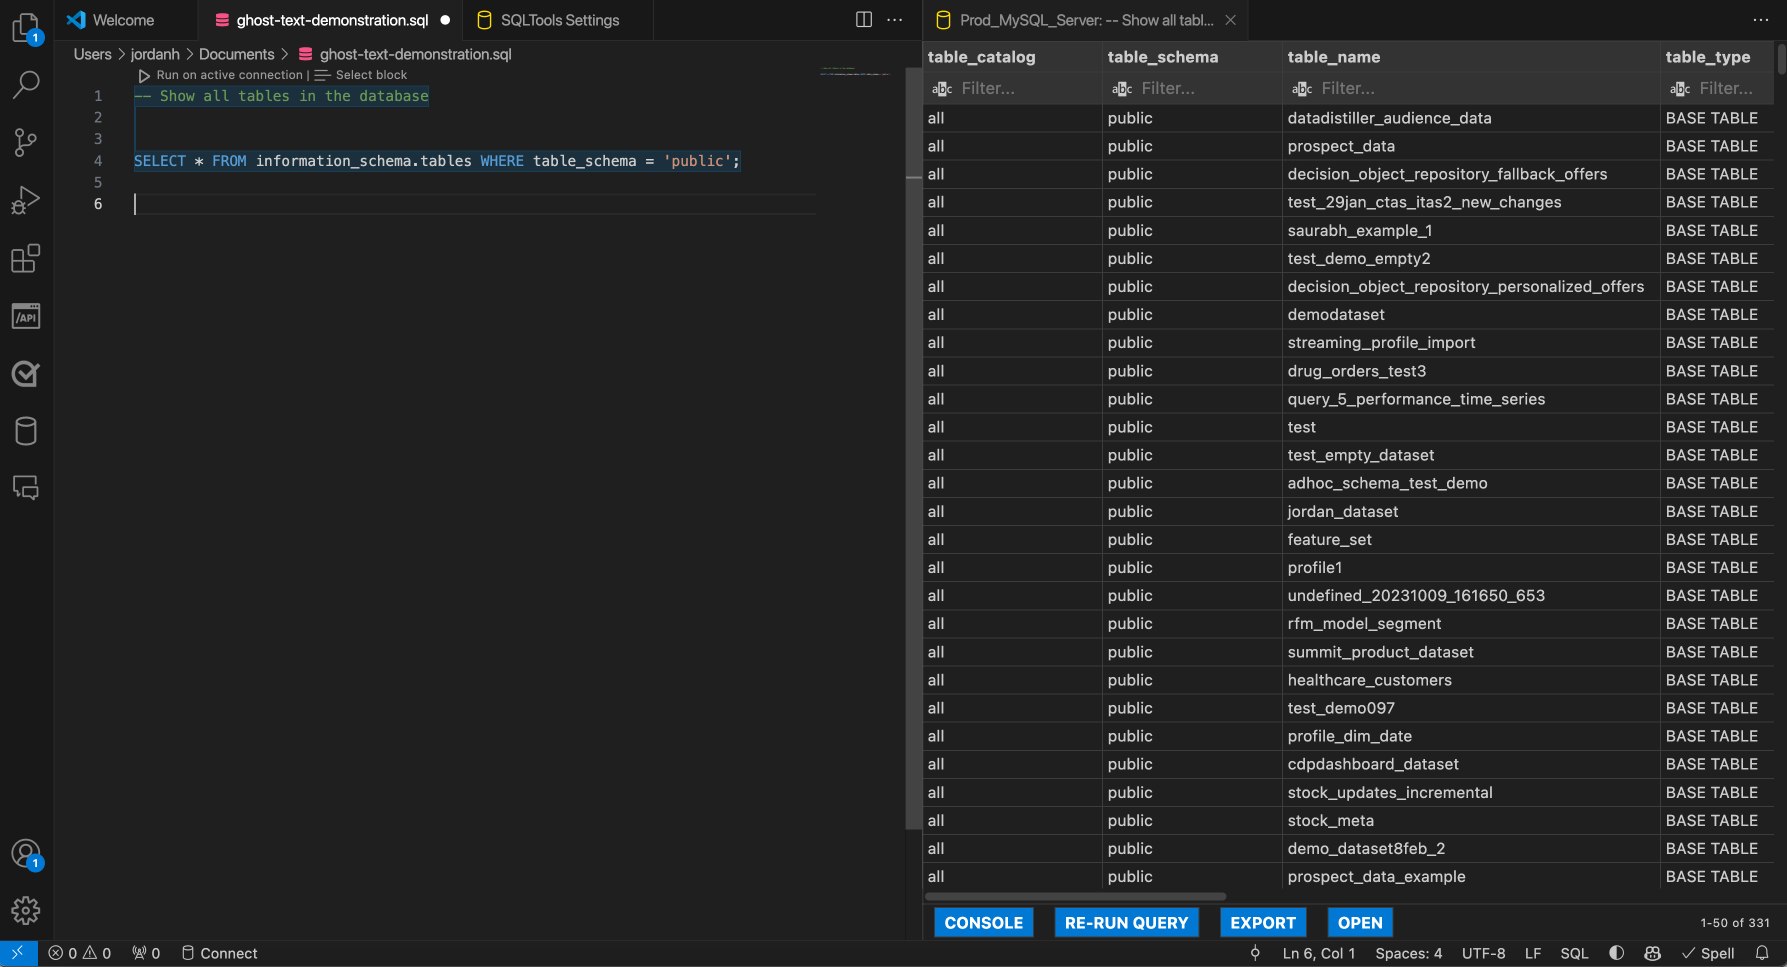 Welcome
ghost-text-demonstration.sql
SQLTools Settings
Prod_MySQL_Server: -- Show all tabl...
Users > jordanh > Documents > ghost-text-demonstration.sql
Run on active connection | Select block
1 -- Show all tables in the database
2
3
4 SELECT * FROM information_schema.tables WHERE table_schema = 'public';
5
6
1
/API
1
table_catalog table_schema table_name table_type
abc Filter... abc Filter... abc Filter... abc Filter...
all public datadistiller_audience_data BASE TABLE
all public prospect_data BASE TABLE
all public decision_object_repository_fallback_offers BASE TABLE
all public test_29jan_ctas_itas2_new_changes BASE TABLE
all public saurabh_example_1 BASE TABLE
all public test_demo_empty2 BASE TABLE
all public decision_object_repository_personalized_offers BASE TABLE
all public demodataset BASE TABLE
all public streaming_profile_import BASE TABLE
all public drug_orders_test3 BASE TABLE
all public query_5_performance_time_series BASE TABLE
all public test BASE TABLE
all public test_empty_dataset BASE TABLE
all public adhoc_schema_test_demo BASE TABLE
all public jordan_dataset BASE TABLE
all public feature_set BASE TABLE
all public profile1 BASE TABLE
all public undefined_20231009_161650_653 BASE TABLE
all public rfm_model_segment BASE TABLE
all public summit_product_dataset BASE TABLE
all public healthcare_customers BASE TABLE
all public test_demo097 BASE TABLE
all public profile_dim_date BASE TABLE
all public cdpdashboard_dataset BASE TABLE
all public stock_updates_incremental BASE TABLE
all public stock_meta BASE TABLE
all public demo_dataset8feb_2 BASE TABLE
all public prospect_data_example BASE TABLE
CONSOLE RE-RUN QUERY EXPORT OPEN 1-50 of 331
0 0 0 Connect Ln 6, Col 1 Spaces: 4 UTF-8 LF SQL Spell